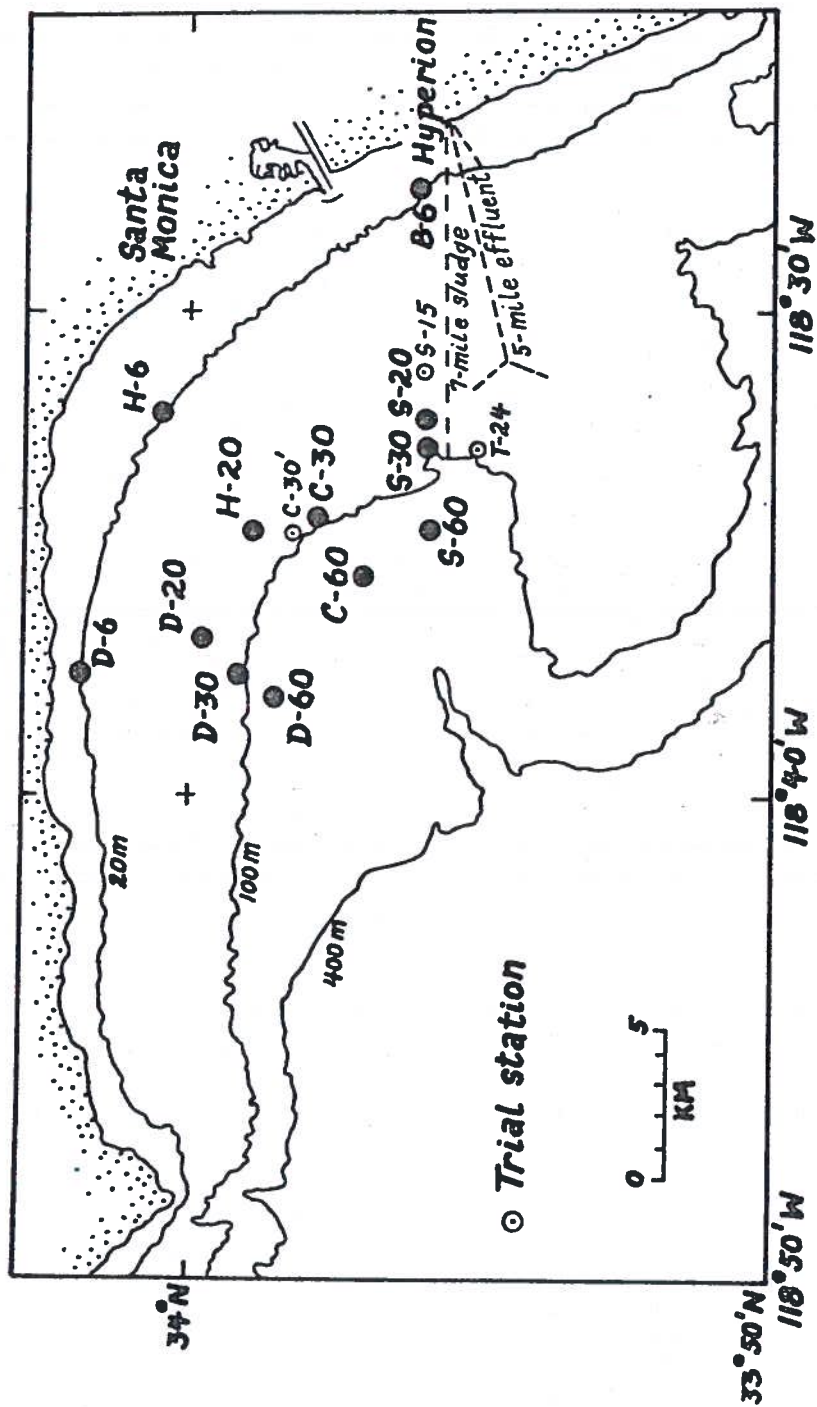 Santa
Monica
Hyperion
H-6
B-6
D-6
H-20
D-20
C-30'
C-30
S-30
S-20
S-15
7-mile sludge
5-mile effluent
T-24
D-30
C-60
S-60
D-60
20m
100m
400m
Trial station
0 5
KM
34°N
33°50'N
118°50'W
118°40'W
118°30'W